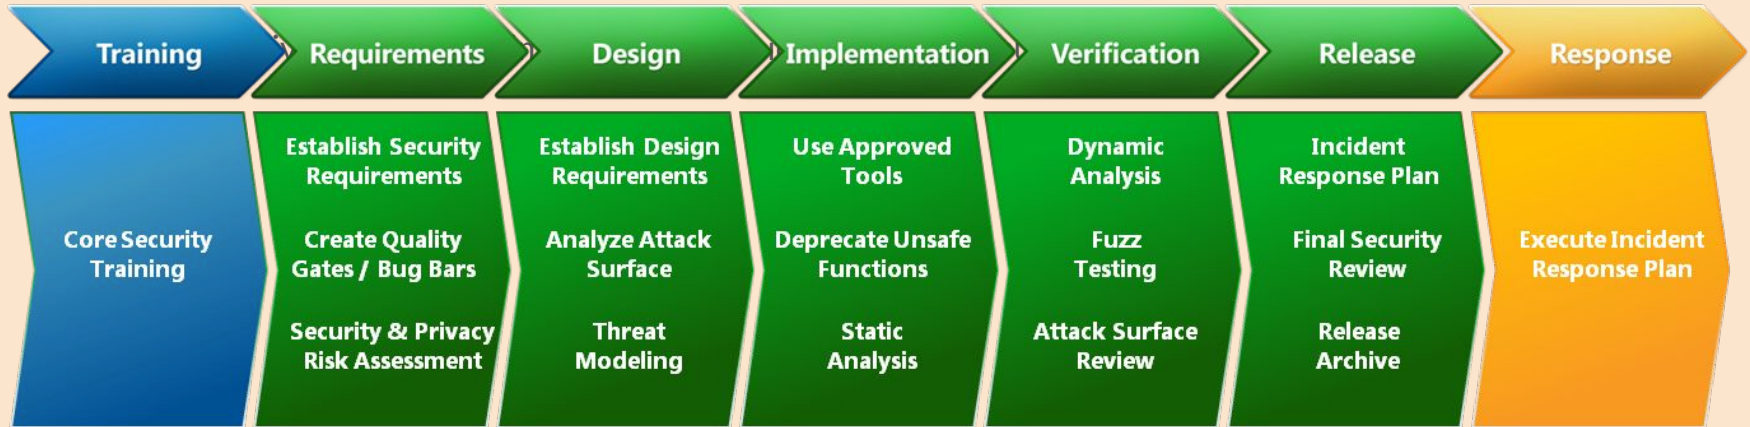 Training
Requirements
Design
Implementation
Verification
Release
Response
Core Security
Training
Establish Security
Requirements
Create Quality
Gates / Bug Bars
Security & Privacy
Risk Assessment
Establish Design
Requirements
Analyze Attack
Surface
Threat
Modeling
Use Approved
Tools
Deprecate Unsafe
Functions
Static
Analysis
Dynamic
Analysis
Fuzz
Testing
Attack Surface
Review
Incident
Response Plan
Final Security
Review
Release
Archive
Execute Incident
Response Plan